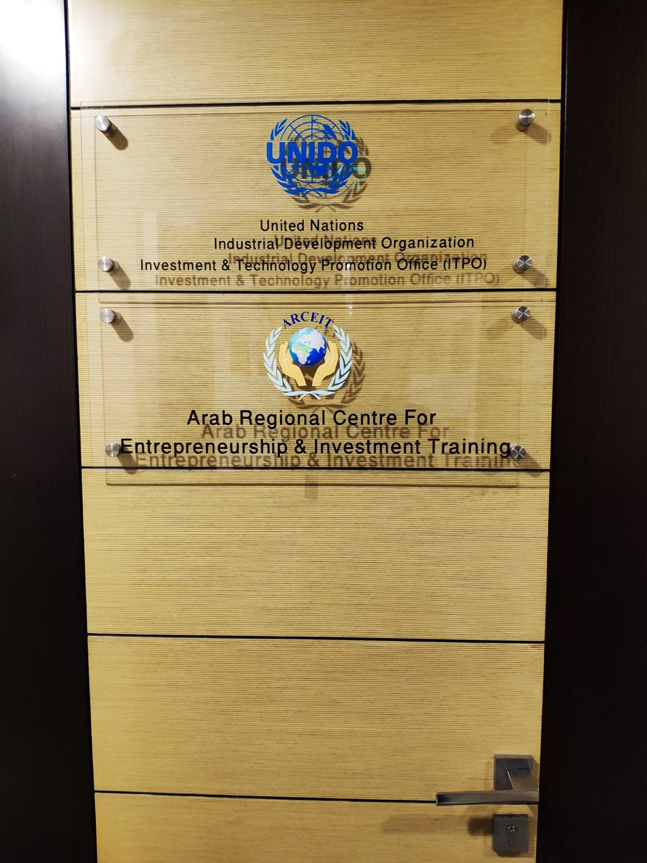 UNIDO
United Nations
Industrial Development Organization
Investment & Technology Promotion Office (ITPO)
ARCEIT
Arab Regional Centre For
Entrepreneurship & Investment Training